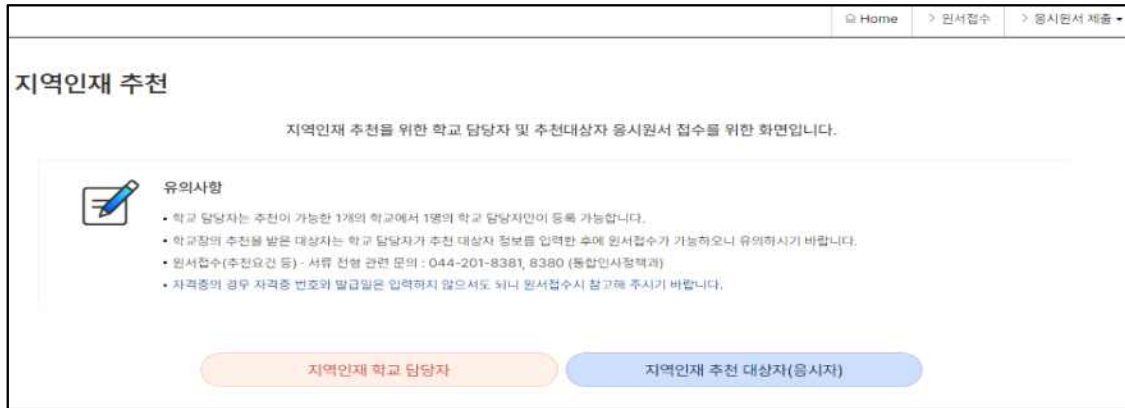 Home
> 원서접수
> 응시원서 제출
지역인재 추천
지역인재 추천을 위한 학교 담당자 및 추천대상자 응시원서 접수를 위한 화면입니다.
유의사항
• 학교 담당자는 추천이 가능한 1개의 학교에서 1명의 학교 담당자만이 등록 가능합니다.
• 학교장의 추천을 받은 대상자는 학교 담당자가 추천 대상자 정보를 입력한 후에 원서접수가 가능하오니 유의하시기 바랍니다.
• 원서접수(추천요건 등) - 서류 전형 관련 문의 : 044-201-8381, 8380 (통합인사정책과)
• 자격증의 경우 자격증 번호와 발급일은 입력하지 않으셔도 되니 원서접수시 참고해 주시기 바랍니다.
지역인재 학교 담당자
지역인재 추천 대상자(응시자)